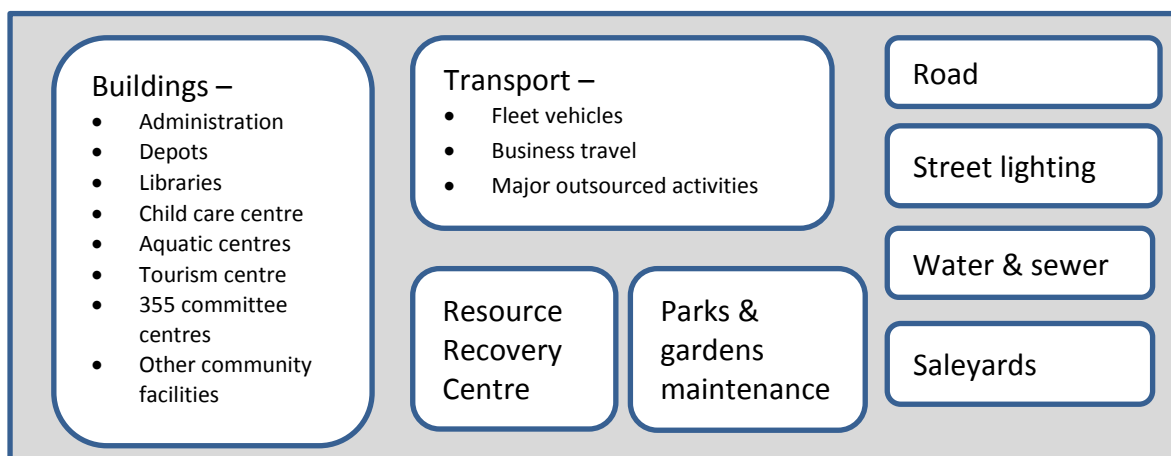 Buildings –
• Administration
• Depots
• Libraries
• Child care centre
• Aquatic centres
• Tourism centre
• 355 committee
centres
• Other community
facilities
Transport –
• Fleet vehicles
• Business travel
• Major outsourced activities
Resource
Recovery
Centre
Parks &
gardens
maintenance
Road
Street lighting
Water & sewer
Saleyards